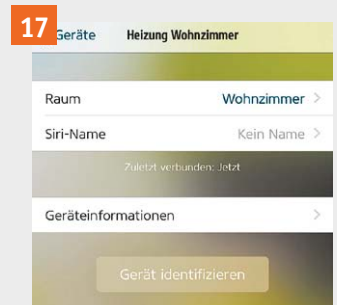 17
Geräte Heizung Wohnzimmer
Raum Wohnzimmer >
Siri-Name Kein Name >
Zuletzt verbunden: Jetzt
Geräteinformationen >
Gerät identifizieren